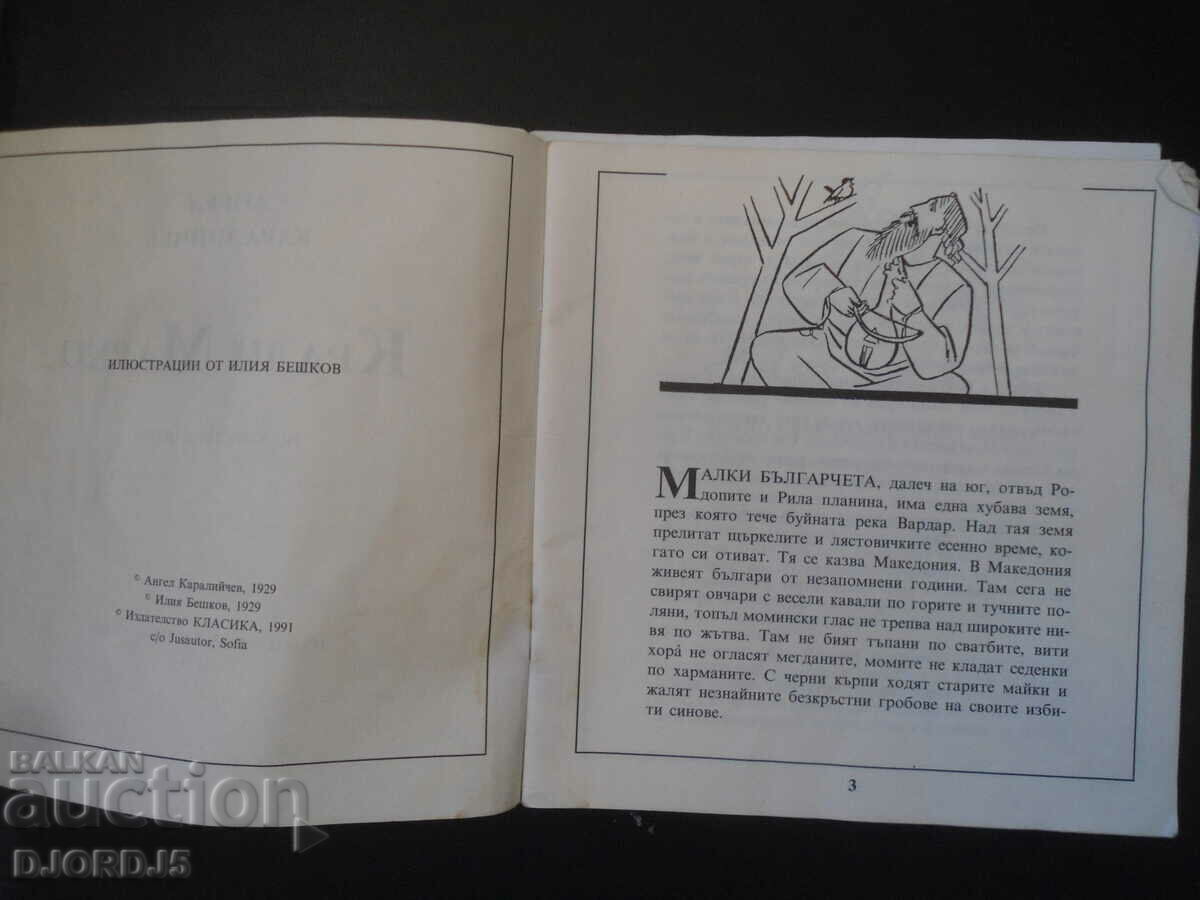 ИЛЮСТРАЦИИ ОТ ИЛИЯ БЕШКОВ
© Ангел Каралийчев, 1929
© Илия Бешков, 1929
© Издателство КЛАСИКА, 1991
c/o Jusautor, Sofia
МАЛКИ БЪЛГАРЧЕТА, далеч на юг, отвъд Ро-
допите и Рила планина, има една хубава земя,
през която тече буйната река Вардар. Над тая земя
прелитат щъркелите и лястовичките есенно време, ко-
гато си отиват. Тя се казва Македония. В Македония
живеят българи от незапомнени години. Там сега не
свирят овчари с весели кавали по горите и тучните по-
ляни, топъл момински глас не трепва над широките ни-
вя по жътва. Там не бият тъпани по сватбите, вити
хорà не огласят мегданите, момите не кладат седенки
по харманите. С черни кърпи ходят старите майки и
жалят незнайните безкръстни гробове на своите изби-
ти синове.
3
BALKAN
auction
DJORDJ5